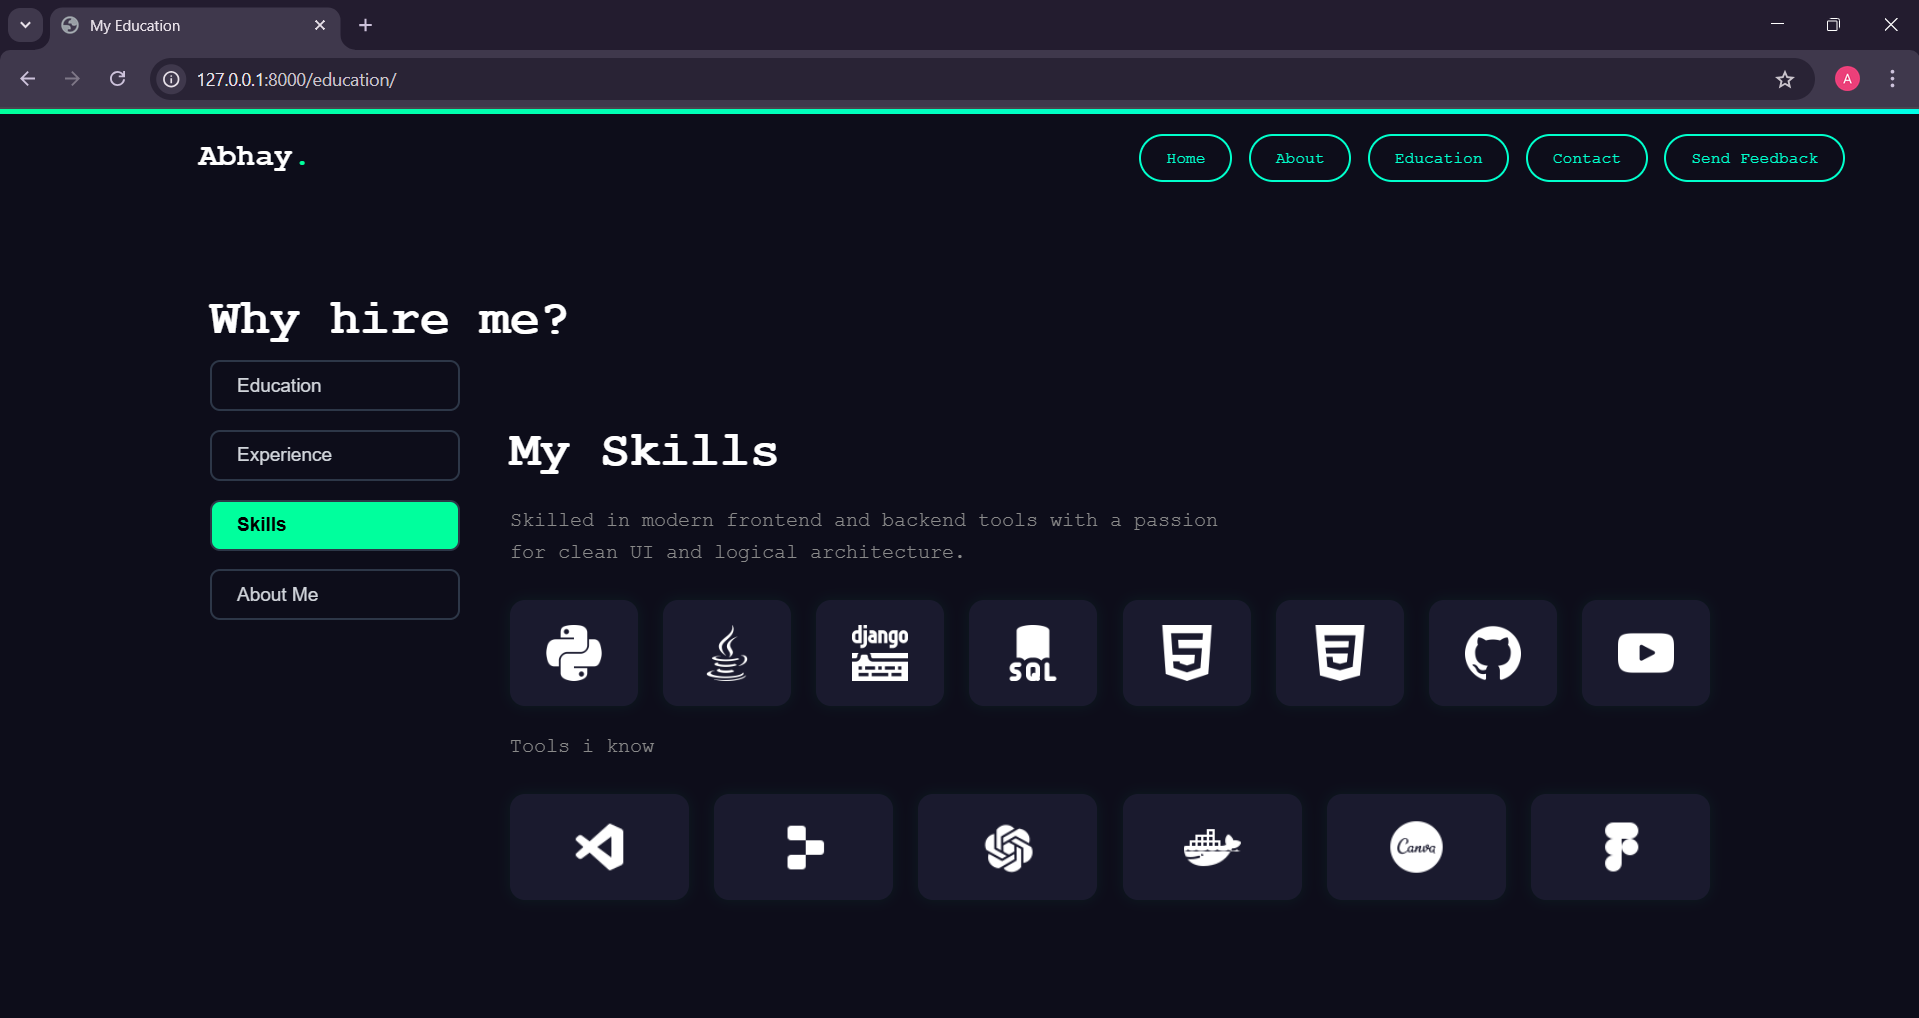 My Education
127.0.0.1:8000/education/
A
Abhay.
Home About Education Contact Send Feedback
Why hire me?
Education
Experience
Skills
About Me
My Skills
Skilled in modern frontend and backend tools with a passion
for clean UI and logical architecture.
django
SQL
Tools i know
Canva